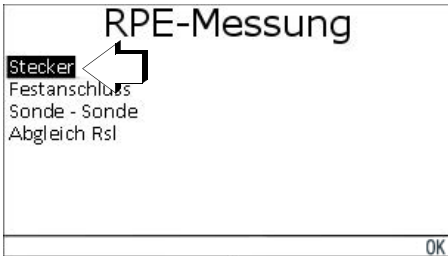 RPE-Messung
Stecker
Festanschluss
Sonde - Sonde
Abgleich Rsl
OK